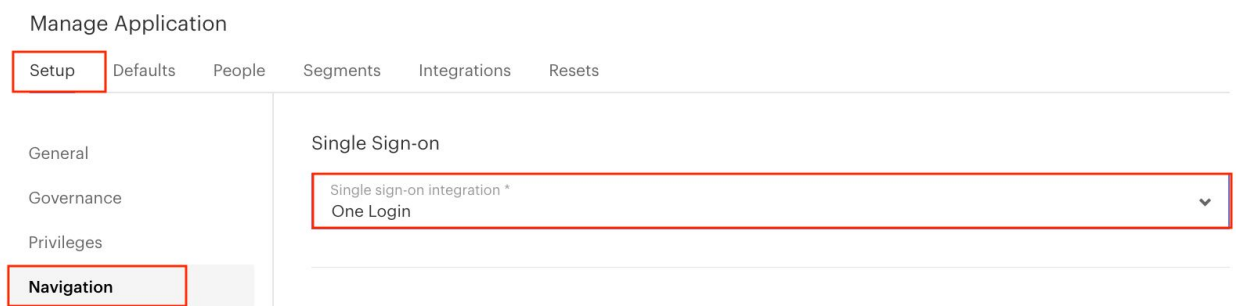 Manage Application
Setup Defaults People Segments Integrations Resets
General
Governance
Privileges
Navigation
Single Sign-on
Single sign-on integration *
One Login